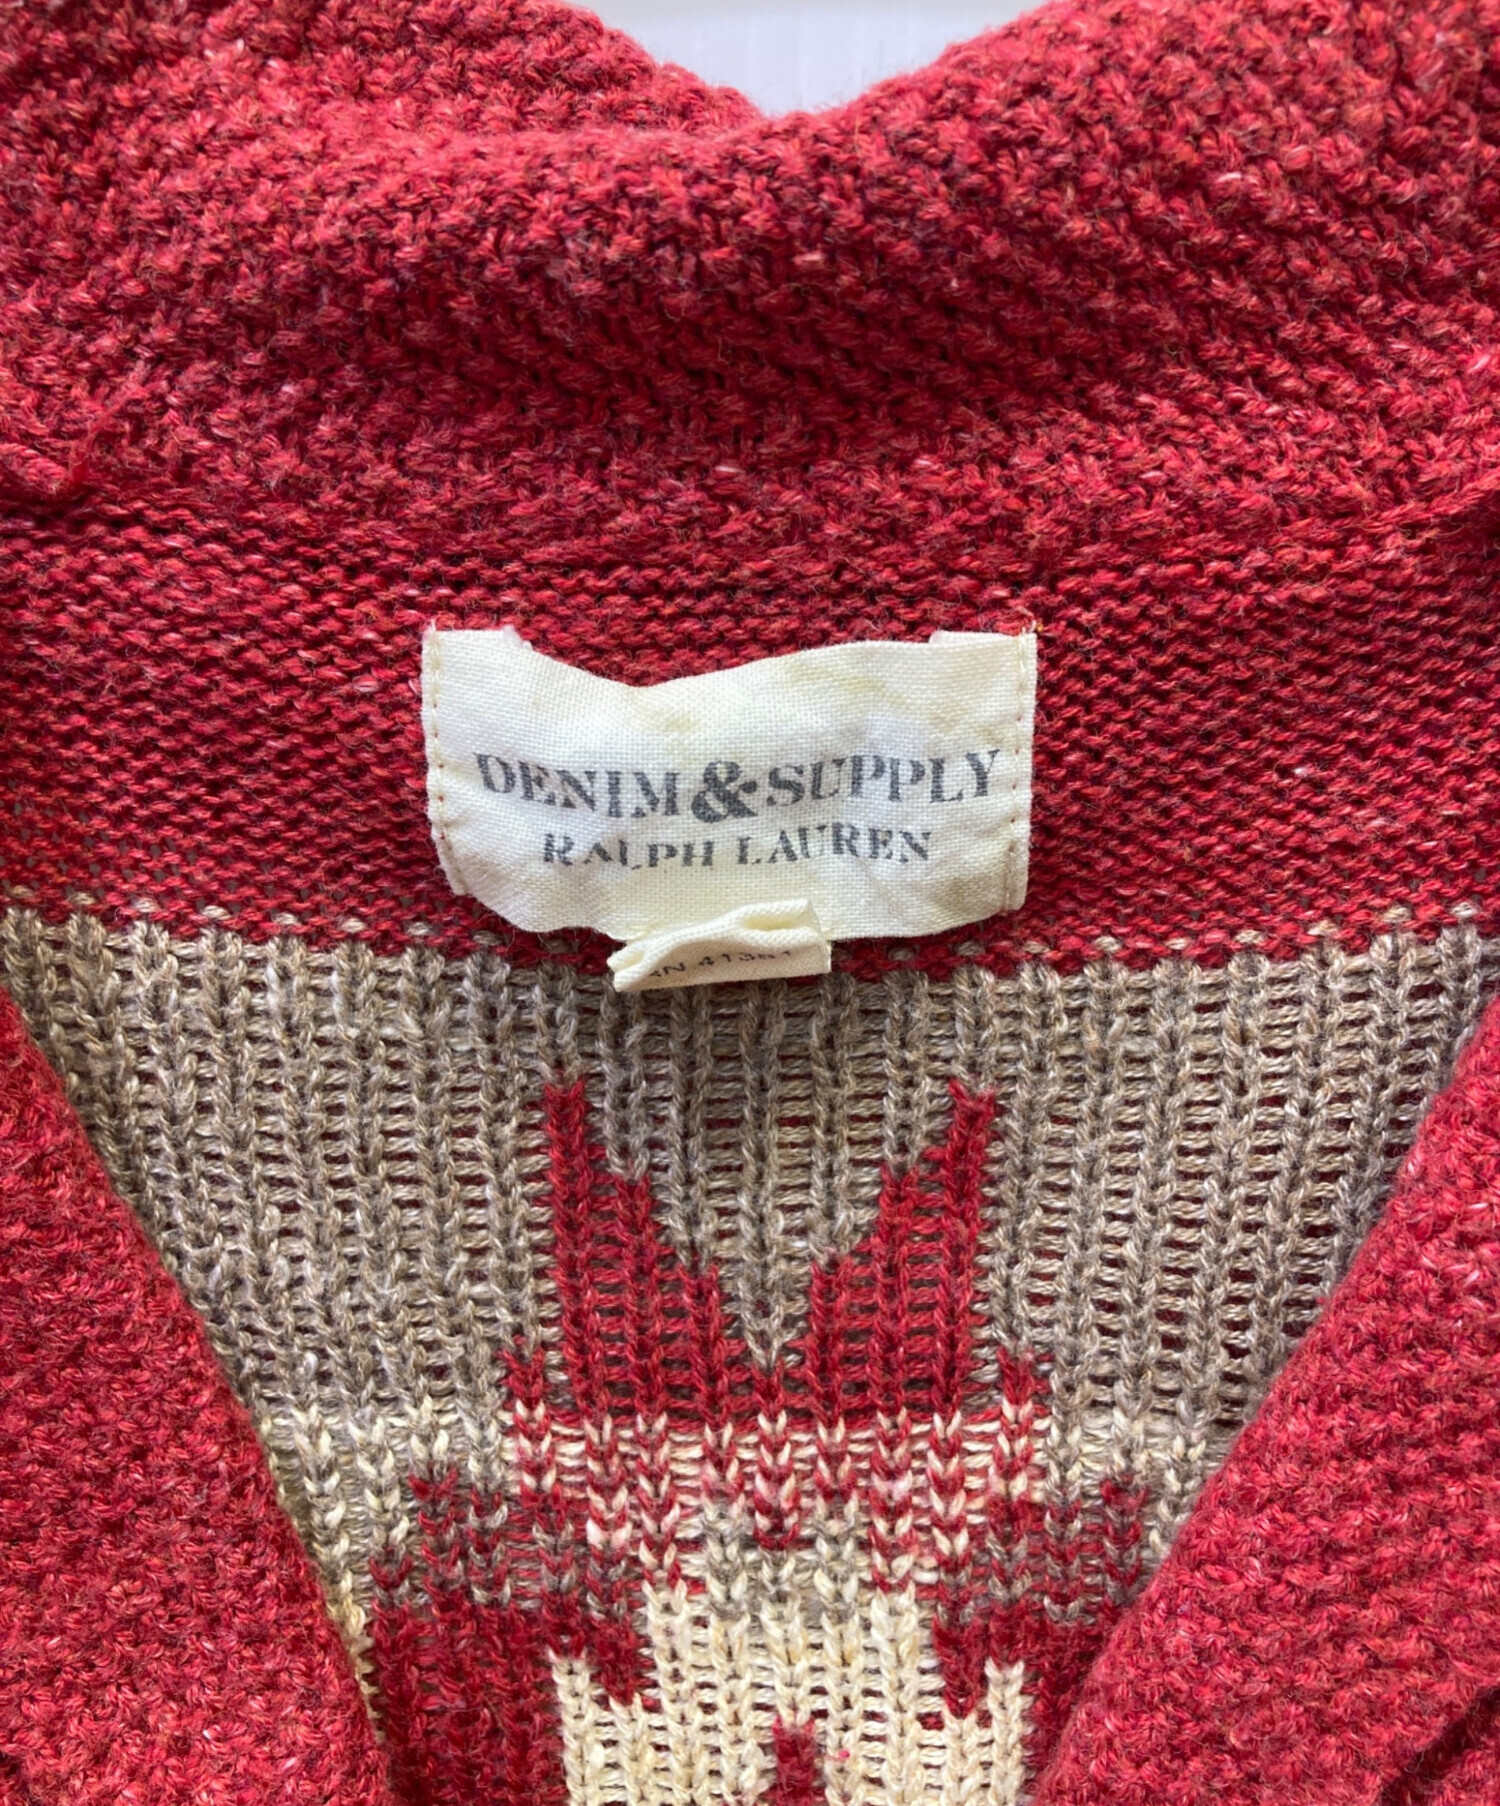 DENIM & SUPPLY
RALPH LAUREN